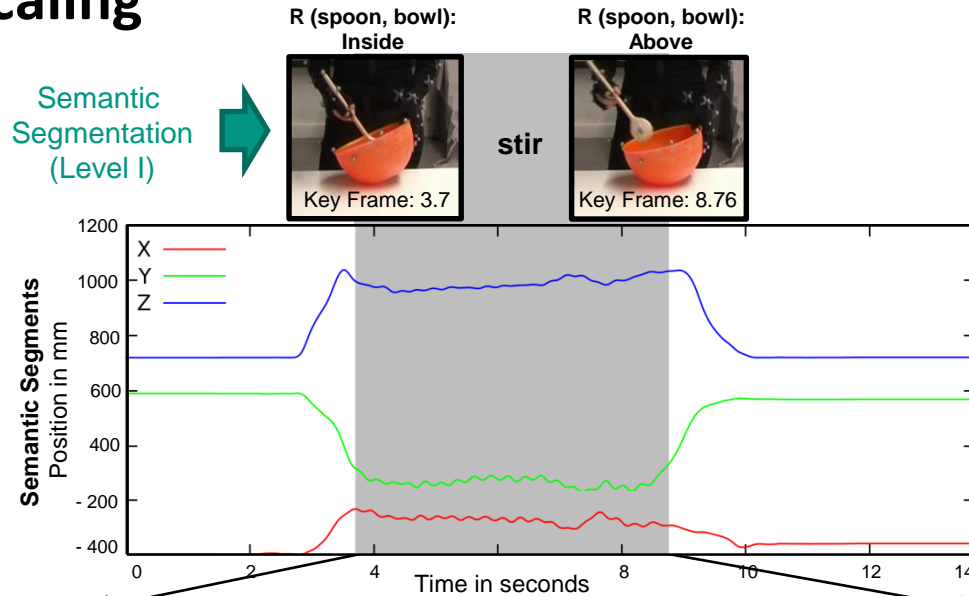 caling
R (spoon, bowl):
Inside
R (spoon, bowl):
Above
Semantic
Segmentation
(Level I)
stir
Key Frame: 3.7
Key Frame: 8.76
Semantic Segments
Position in mm
1200
1000
800
600
400
- 200
- 400
X
Y
Z
0 2 4 8 10 12 14
Time in seconds